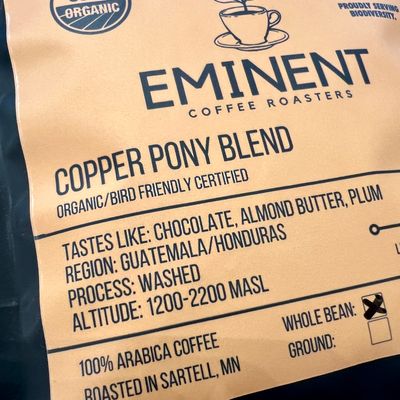 ORGANIC
PROUDLY SERVING
BIODIVERSITY.
EMINENT
COFFEE ROASTERS
COPPER PONY BLEND
ORGANIC/BIRD FRIENDLY CERTIFIED
TASTES LIKE: CHOCOLATE, ALMOND BUTTER, PLUM
REGION: GUATEMALA/HONDURAS
PROCESS: WASHED
ALTITUDE: 1200-2200 MASL
WHOLE BEAN:
GROUND:
100% ARABICA COFFEE
ROASTED IN SARTELL, MN